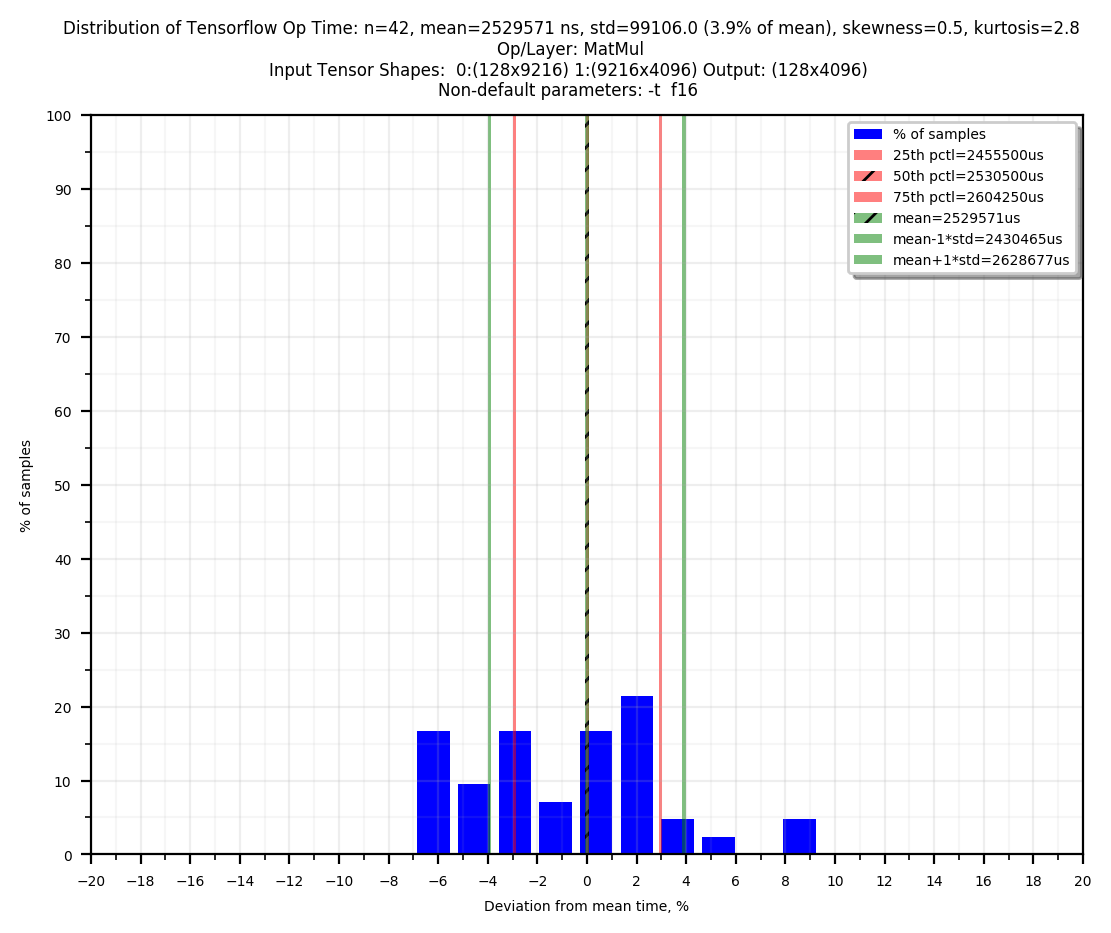 Distribution of Tensorflow Op Time: n=42, mean=2529571 ns, std=99106.0 (3.9% of mean), skewness=0.5, kurtosis=2.8
Op/Layer: MatMul
Input Tensor Shapes:  0:(128x9216) 1:(9216x4096) Output: (128x4096)
Non-default parameters: -t  f16
% of samples
25th pctl=2455500us
50th pctl=2530500us
75th pctl=2604250us
mean=2529571us
mean-1*std=2430465us
mean+1*std=2628677us
100
90
80
70
60
50
40
30
20
10
0
% of samples
−20 −18 −16 −14 −12 −10 −8 −6 −4 −2 0 2 4 6 8 10 12 14 16 18 20
Deviation from mean time, %